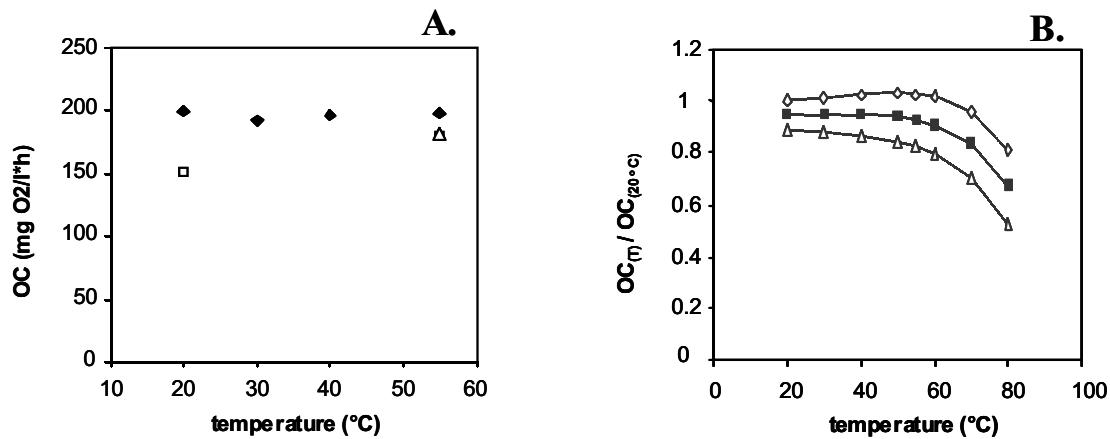 A.
250
200
150
100
50
0
10 20 30 40 50 60
OC (mg O2/l*h)
temperature (°C)
B.
1.2
1
0.8
0.6
0.4
0.2
0
0 20 40 60 80 100
OC(T) / OC(20°C)
temperature (°C)